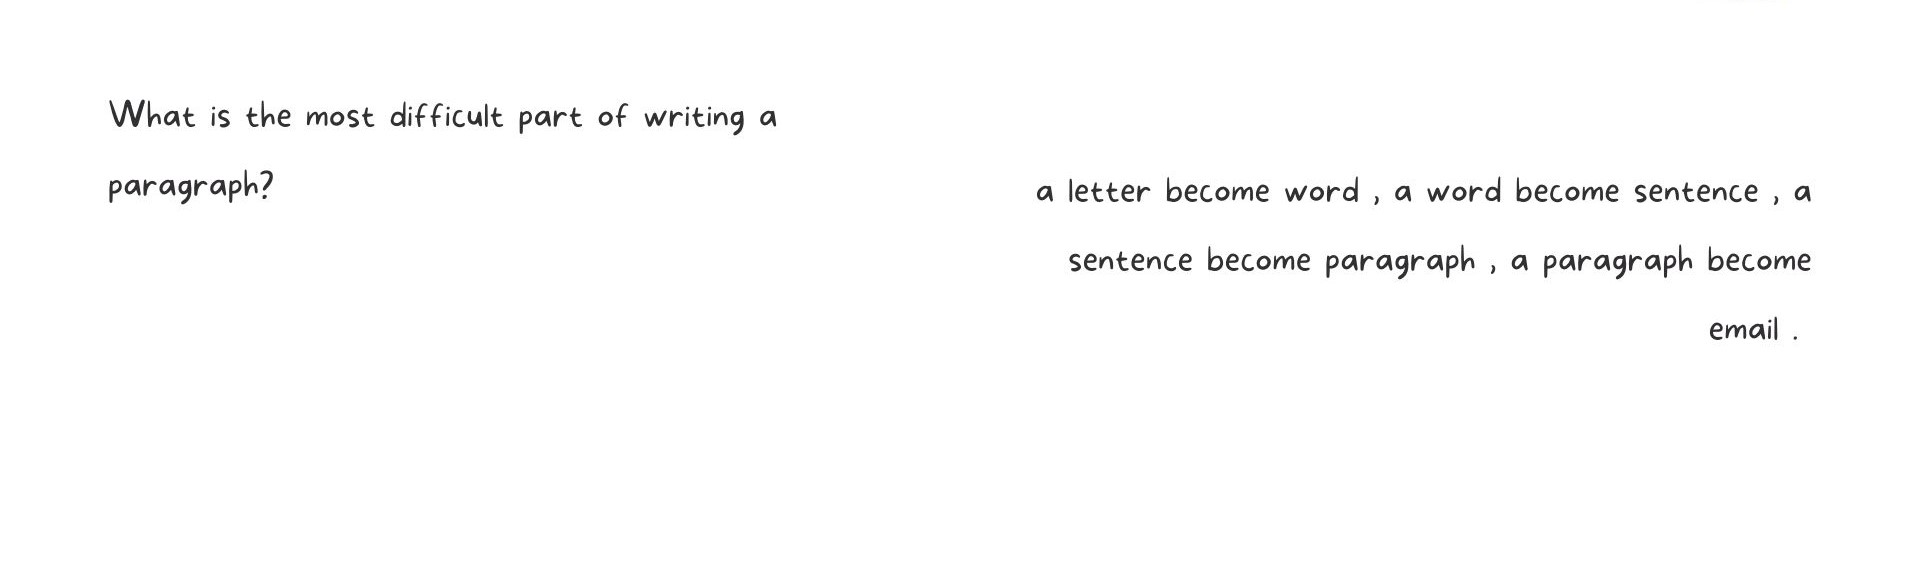 What is the most difficult part of writing a
paragraph?
a letter become word , a word become sentence , a
sentence become paragraph , a paragraph become
email .